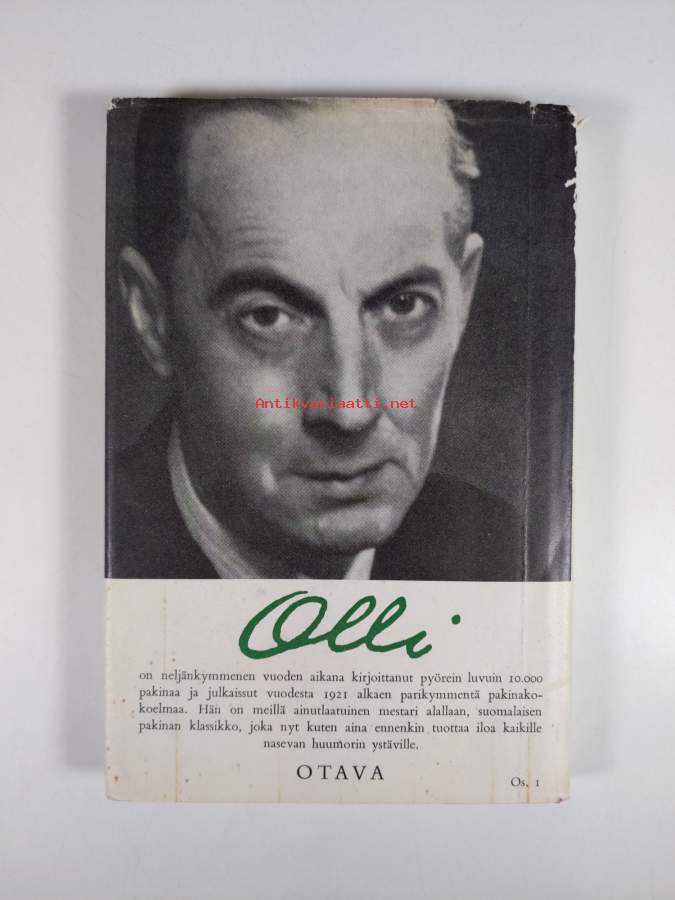 Antikvariaatti.net
Olli
on neljänkymmenen vuoden aikana kirjoittanut pyörein luvuin 10.000
pakinaa ja julkaissut vuodesta 1921 alkaen parikymmentä pakinako-
koelmaa. Hän on meillä ainutlaatuinen mestari alallaan, suomalaisen
pakinan klassikko, joka nyt kuten aina ennenkin tuottaa iloa kaikille
nasevan huumorin ystäville.
OTAVA
Os. 1